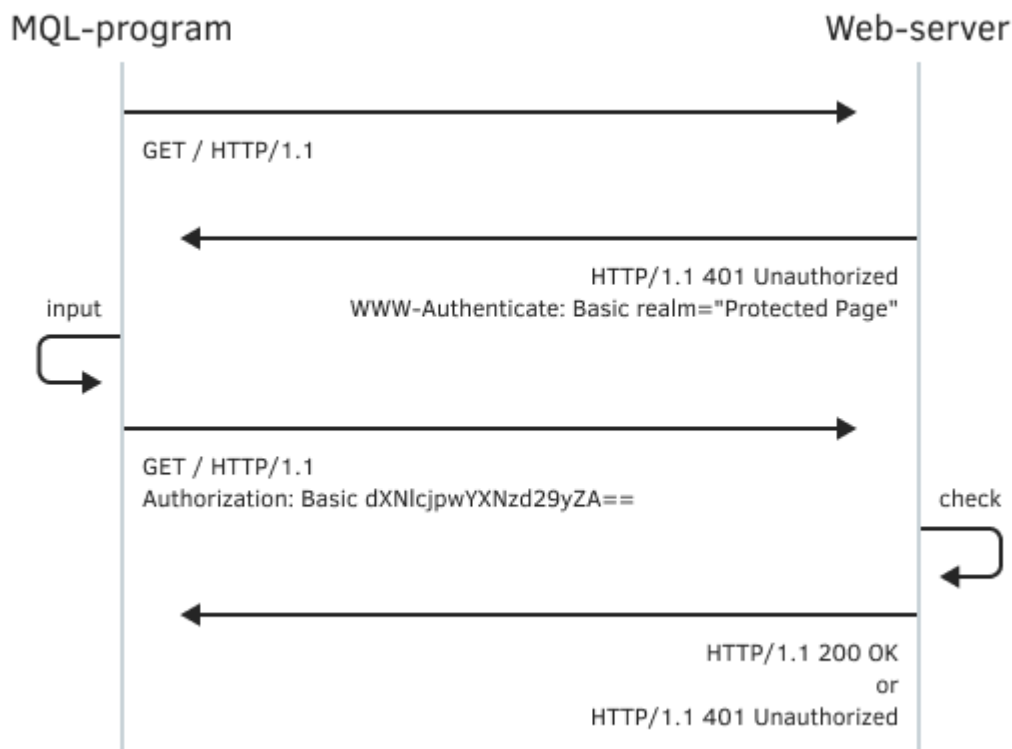 MQL-program
Web-server
GET / HTTP/1.1
HTTP/1.1 401 Unauthorized
WWW-Authenticate: Basic realm="Protected Page"
input
GET / HTTP/1.1
Authorization: Basic dXNlcjpwYXNzd29yZA==
check
HTTP/1.1 200 OK
or
HTTP/1.1 401 Unauthorized